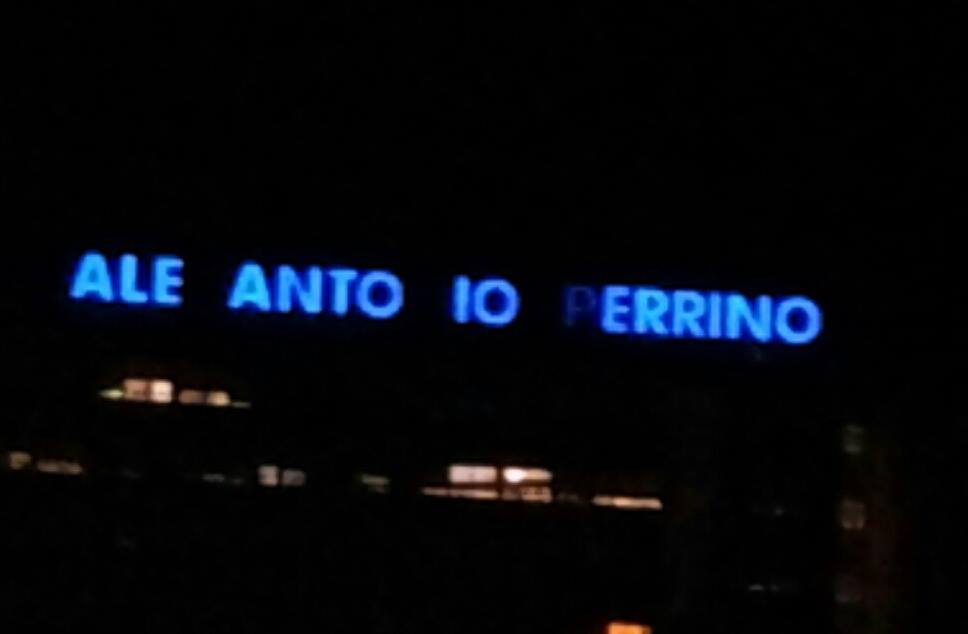 ALE ANTO IO PERRINO